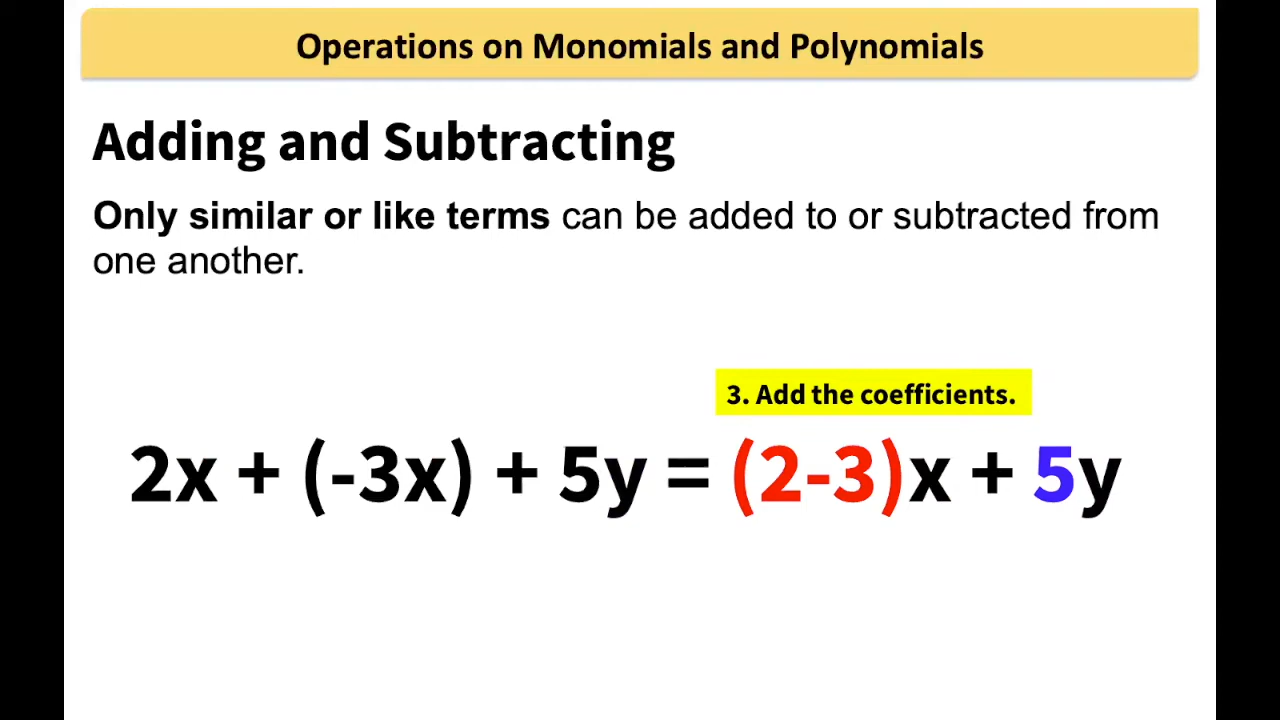 Operations on Monomials and Polynomials
Adding and Subtracting
Only similar or like terms can be added to or subtracted from
one another.
3. Add the coefficients.
2x + (-3x) + 5y = (2-3)x + 5y